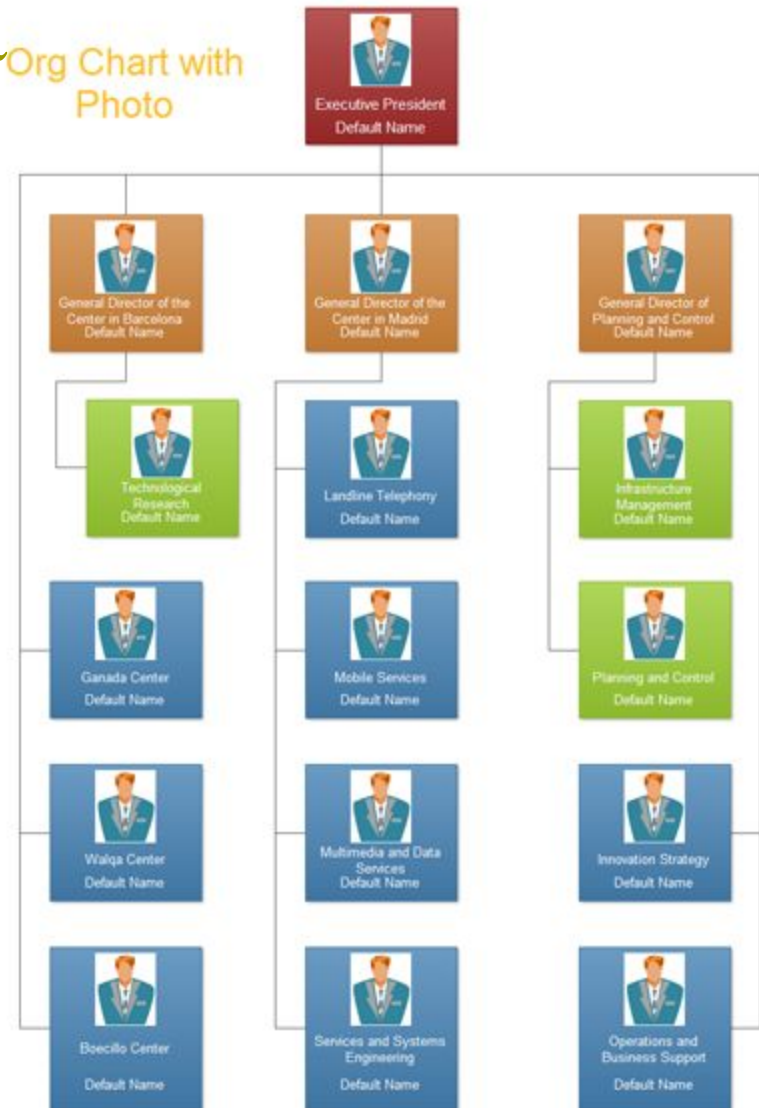 Org Chart with
Photo
Executive President
Default Name
General Director of the
Center in Barcelona
Default Name
General Director of the
Center in Madrid
Default Name
General Director of
Planning and Control
Default Name
Technological
Research
Default Name
Landline Telephony
Default Name
Infrastructure
Management
Default Name
Ganada Center
Default Name
Mobile Services
Default Name
Planning and Control
Default Name
Walqa Center
Default Name
Multimedia and Data
Services
Default Name
Innovation Strategy
Default Name
Boecillo Center
Default Name
Services and Systems
Engineering
Default Name
Operations and
Business Support
Default Name